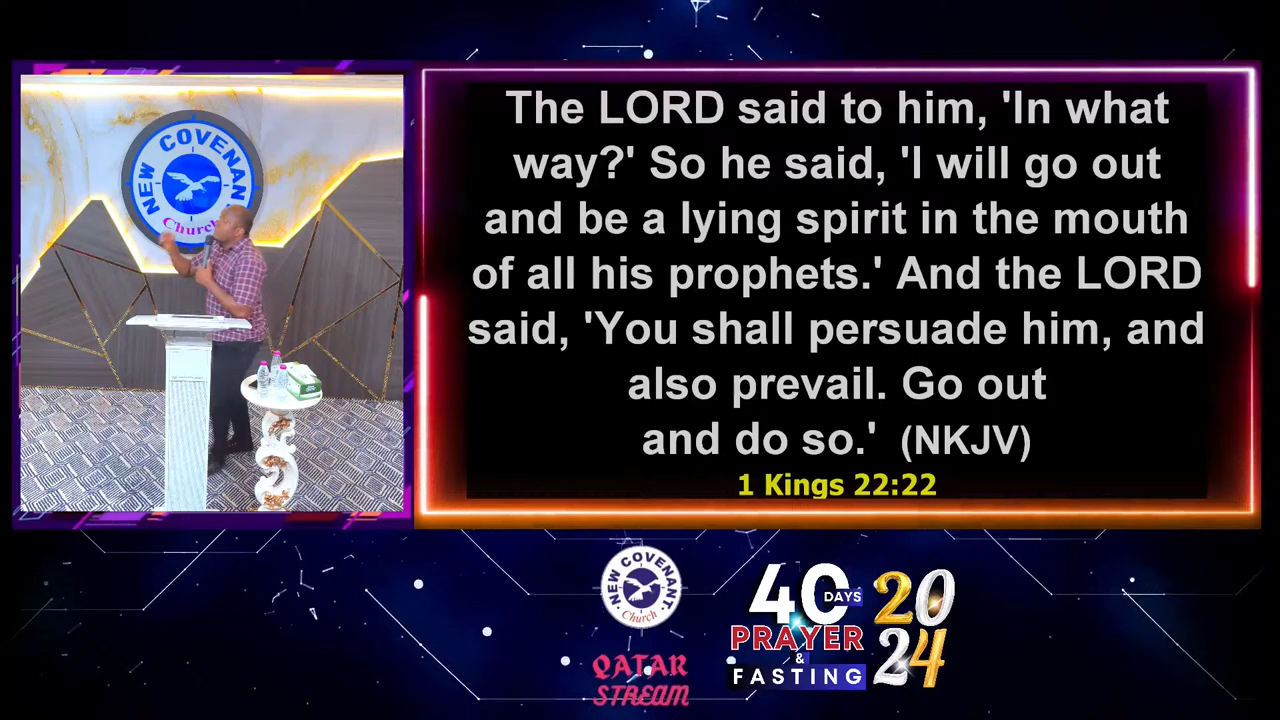 NEW COVENAN
Church
The LORD said to him, 'In what
way?' So he said, 'I will go out
and be a lying spirit in the mouth
of all his prophets.' And the LORD
said, 'You shall persuade him, and
also prevail. Go out
and do so.' (NKJV)
1 Kings 22:22
NEW COVENANT
Church
QATAR
STREAM
40 DAYS
PRAYER
&
FASTING
20
24